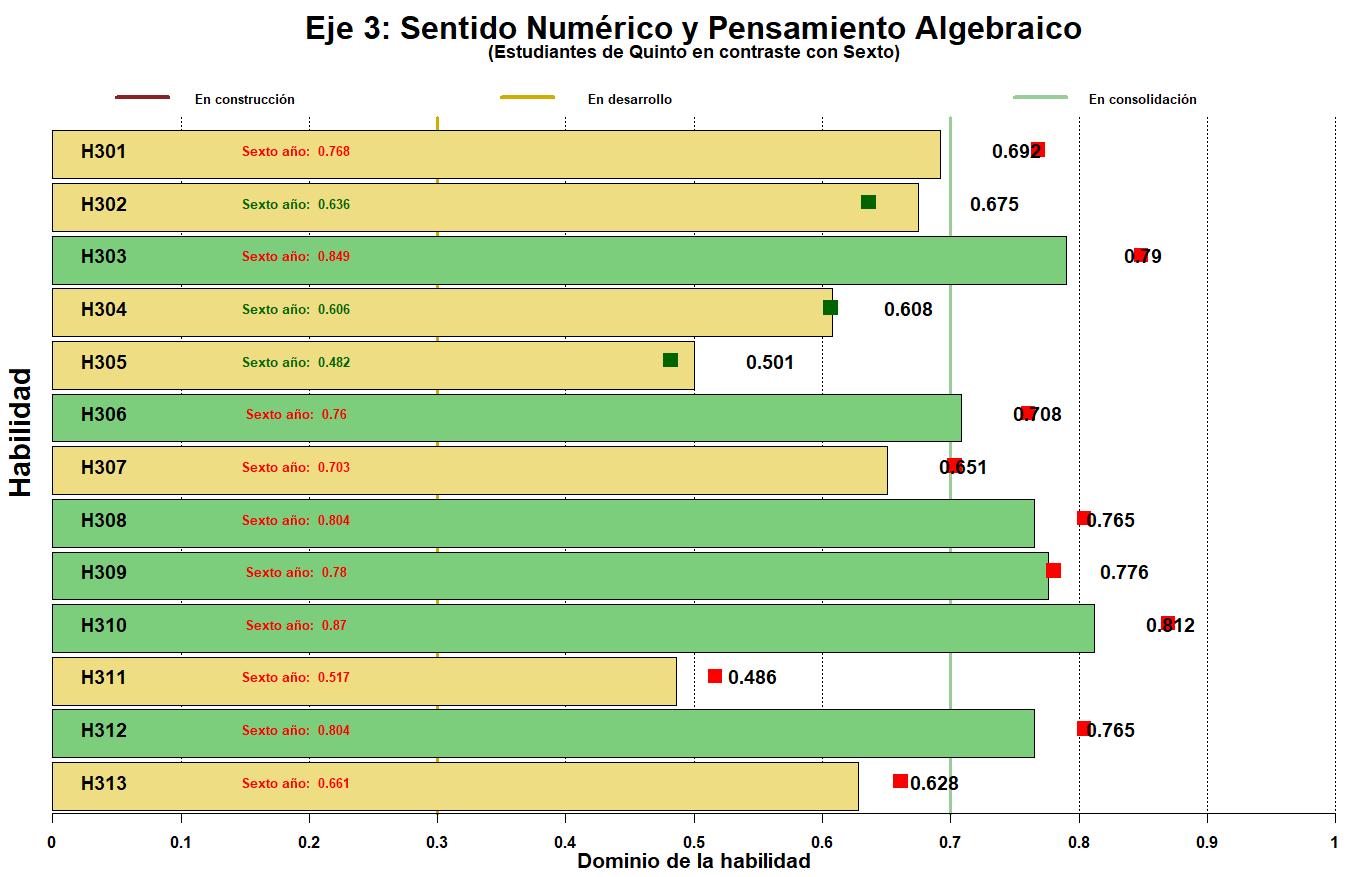 Eje 3: Sentido Numérico y Pensamiento Algebraico
(Estudiantes de Quinto en contraste con Sexto)
En construcción En desarrollo En consolidación
H301 Sexto año: 0.768 0.692
H302 Sexto año: 0.636 0.675
H303 Sexto año: 0.849 0.79
H304 Sexto año: 0.606 0.608
H305 Sexto año: 0.482 0.501
H306 Sexto año: 0.76 0.708
H307 Sexto año: 0.703 0.651
H308 Sexto año: 0.804 0.765
H309 Sexto año: 0.78 0.776
H310 Sexto año: 0.87 0.812
H311 Sexto año: 0.517 0.486
H312 Sexto año: 0.804 0.765
H313 Sexto año: 0.661 0.628
Habilidad
0 0.1 0.2 0.3 0.4 0.5 0.6 0.7 0.8 0.9 1
Dominio de la habilidad